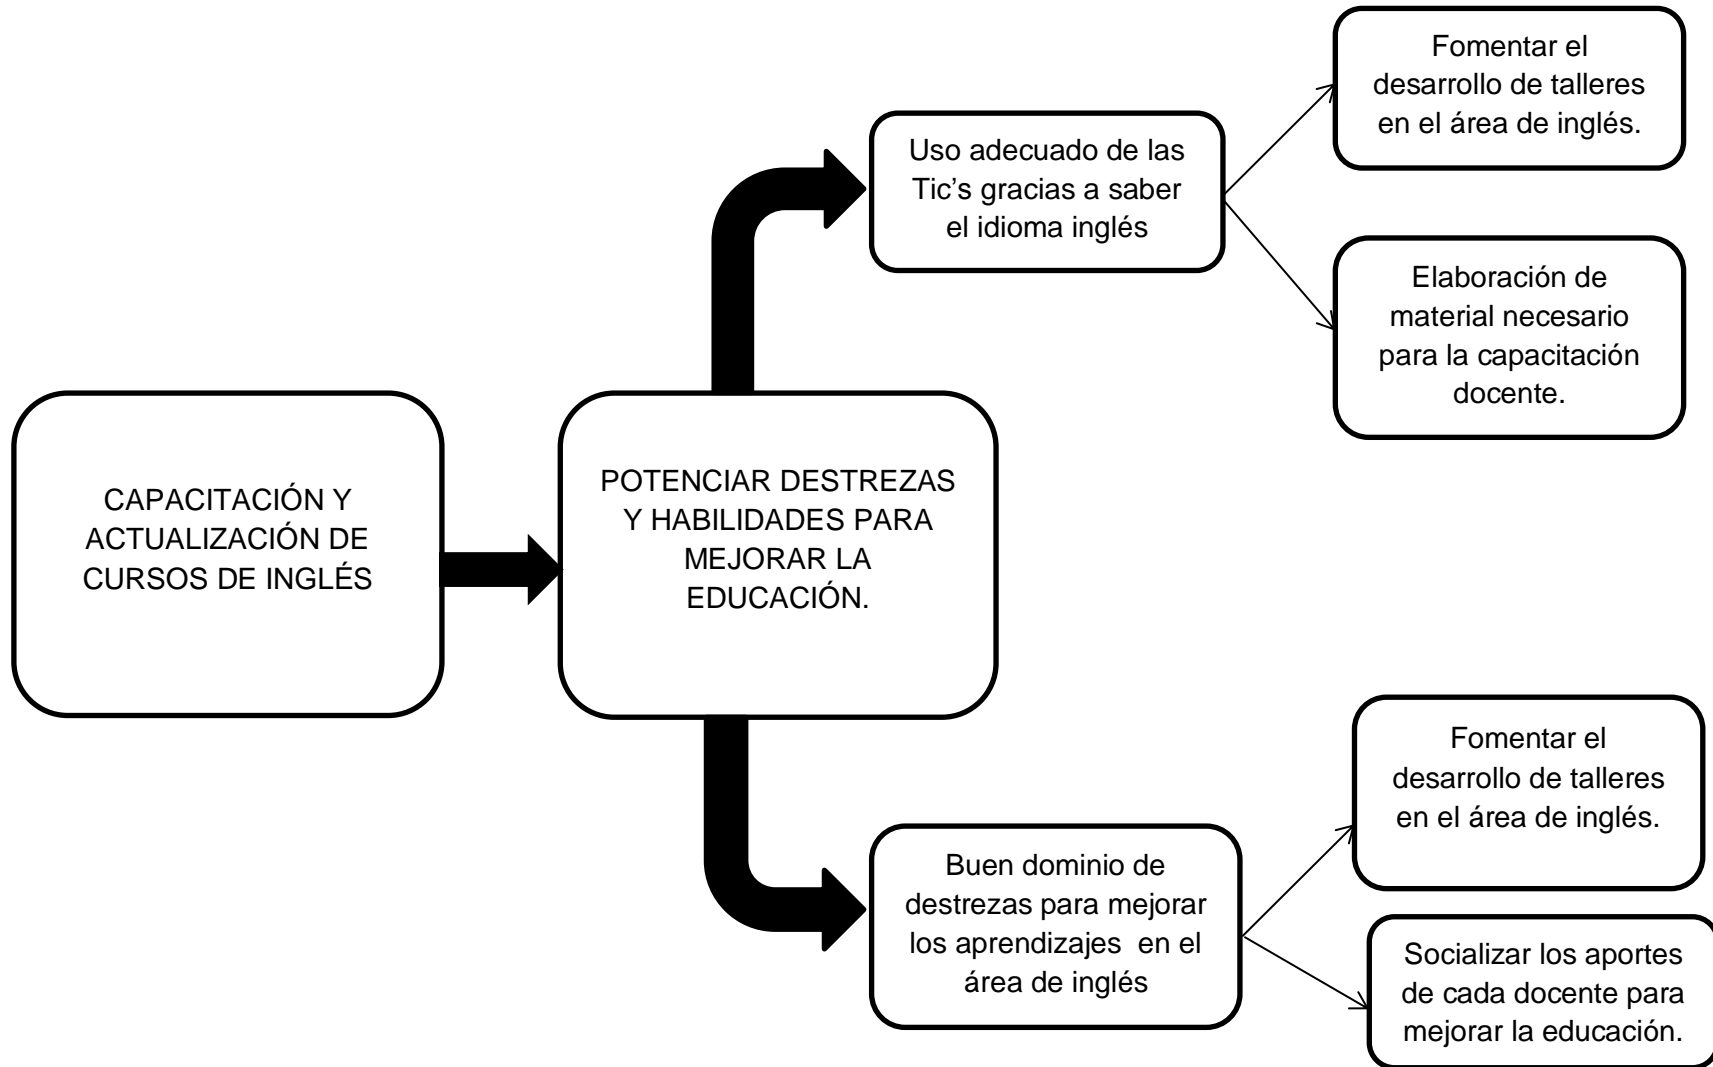 CAPACITACIÓN Y
ACTUALIZACIÓN DE
CURSOS DE INGLÉS
POTENCIAR DESTREZAS
Y HABILIDADES PARA
MEJORAR LA
EDUCACIÓN.
Uso adecuado de las
Tic’s gracias a saber
el idioma inglés
Fomentar el
desarrollo de talleres
en el área de inglés.
Elaboración de
material necesario
para la capacitación
docente.
Buen dominio de
destrezas para mejorar
los aprendizajes  en el
área de inglés
Fomentar el
desarrollo de talleres
en el área de inglés.
Socializar los aportes
de cada docente para
mejorar la educación.